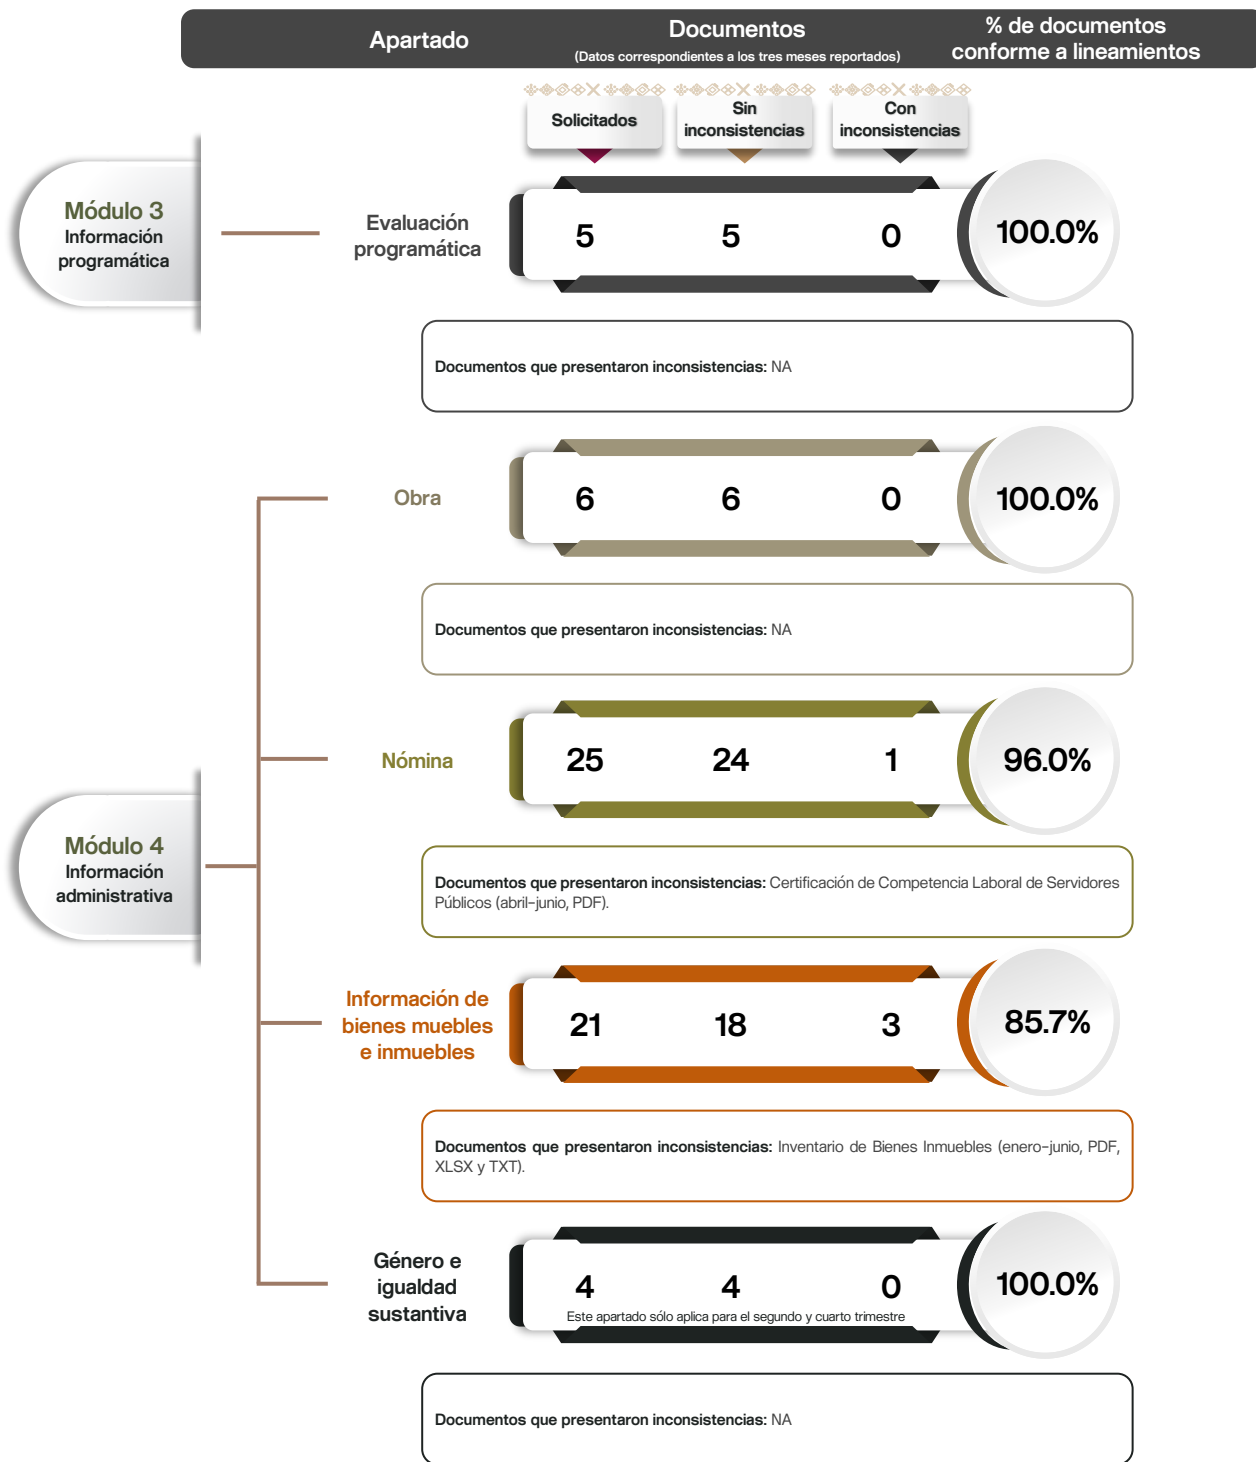 Apartado
Documentos
(Datos correspondientes a los tres meses reportados)
% de documentos
conforme a lineamientos
Solicitados
Sin
inconsistencias
Con
inconsistencias
Módulo 3
Información
programática
Evaluación
programática
5 5 0 100.0%
Documentos que presentaron inconsistencias: NA
Obra
6 6 0 100.0%
Documentos que presentaron inconsistencias: NA
Nómina
25 24 1 96.0%
Módulo 4
Información
administrativa
Documentos que presentaron inconsistencias: Certificación de Competencia Laboral de Servidores
Públicos (abril-junio, PDF).
Información de
bienes muebles
e inmuebles
21 18 3 85.7%
Documentos que presentaron inconsistencias: Inventario de Bienes Inmuebles (enero-junio, PDF,
XLSX y TXT).
Género e
igualdad
sustantiva
4 4 0 100.0%
Este apartado sólo aplica para el segundo y cuarto trimestre
Documentos que presentaron inconsistencias: NA